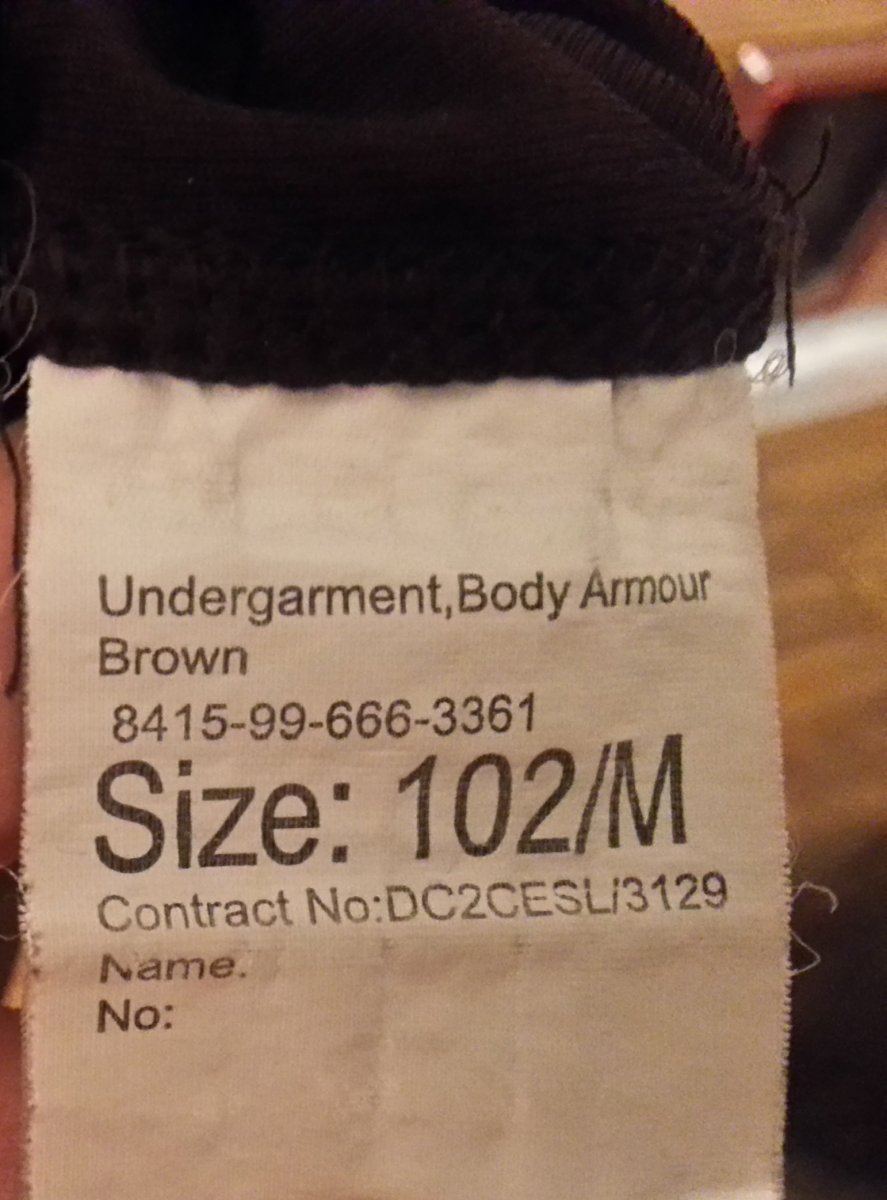 Undergarment,Body Armour
Brown
8415-99-666-3361
Size: 102/M
Contract No:DC2CESL/3129
Name:
No: